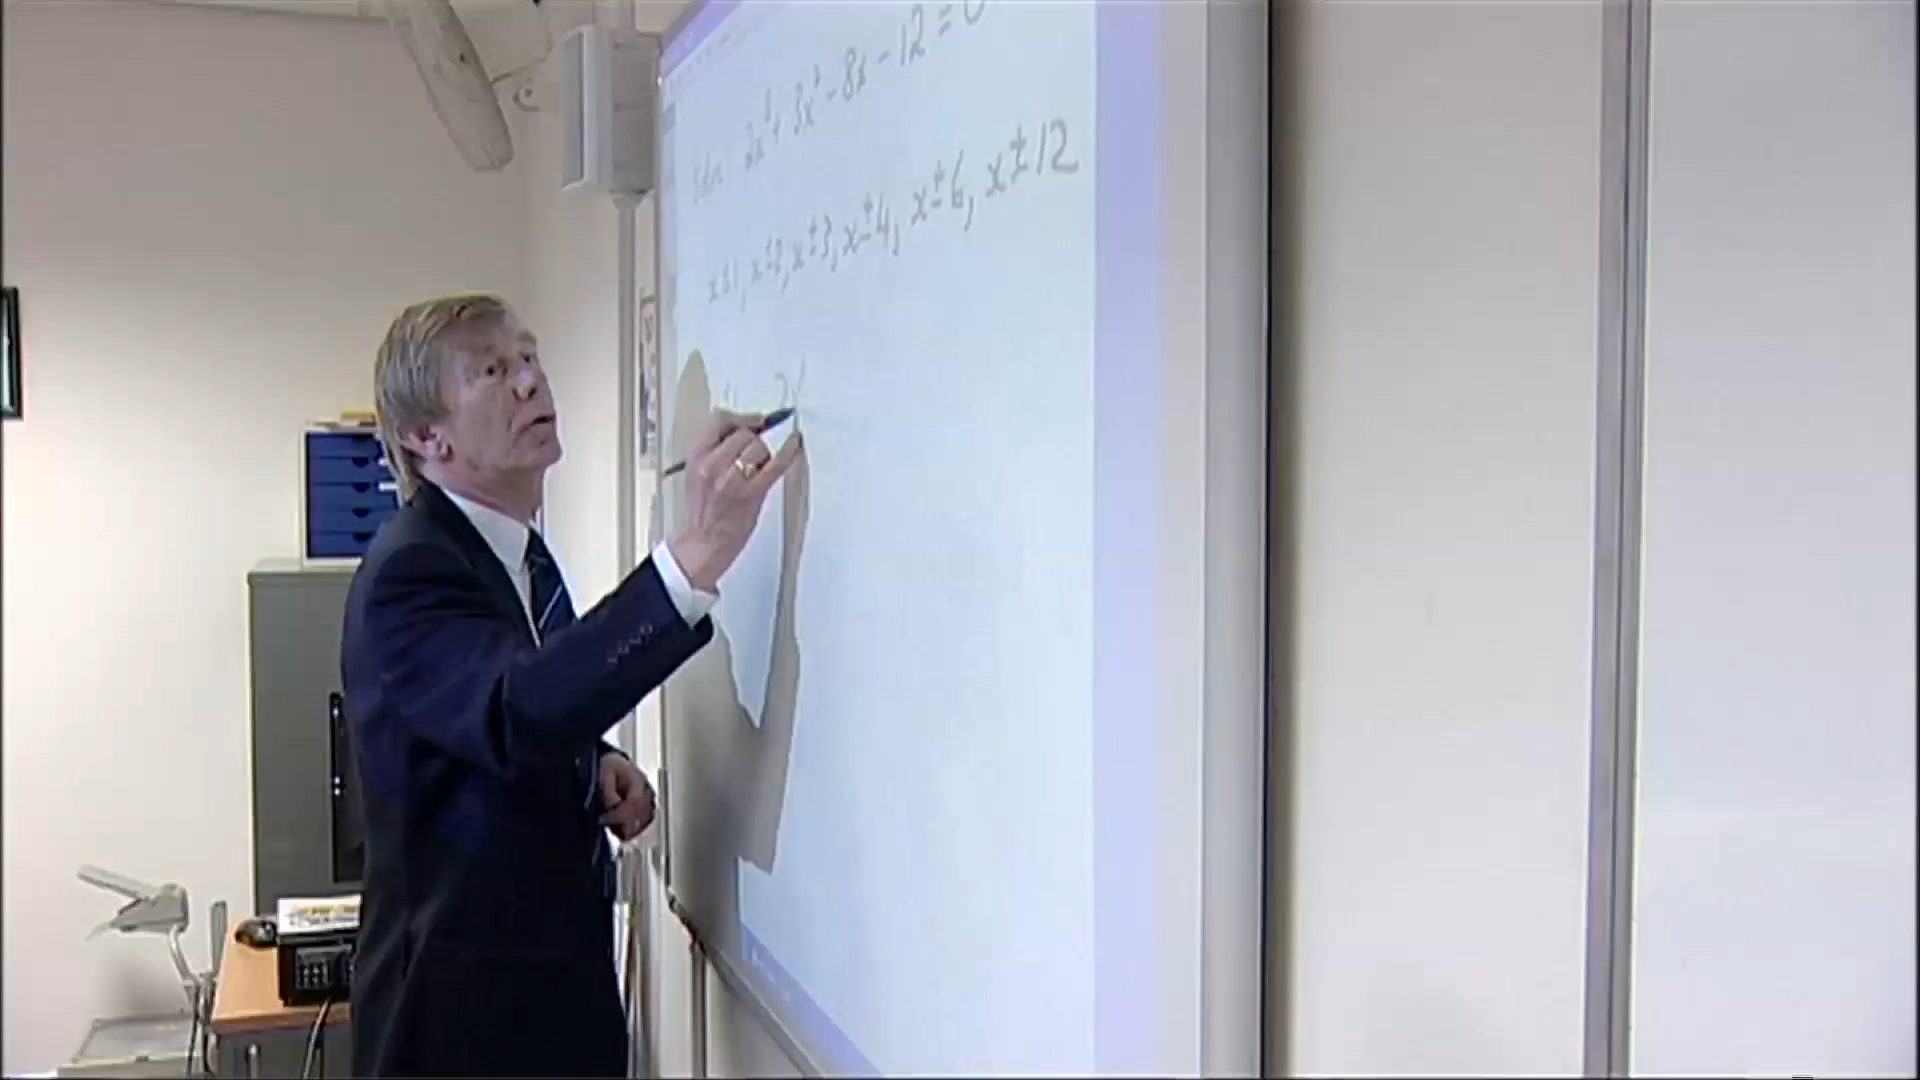 Solve: 2x³ + 3x² - 8x - 12 = 0
x±1, x±2, x±3, x±4, x±6, x±12